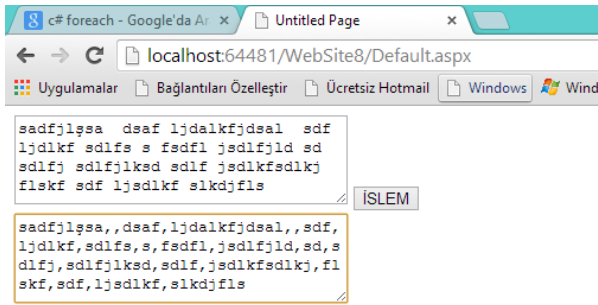 c# foreach - Google'da Ar
Untitled Page
localhost:64481/WebSite8/Default.aspx
Uygulamalar Bağlantıları Özelleştir Ücretsiz Hotmail Windows Wind
sadfjlşsa  dsaf ljdalkfjdsal  sdf
ljdlkf sdlfs s fsdfl jsdlfjld sd
sdlfj sdlfjlksd sdlf jsdlkfsdlkj
flskf sdf ljsdlkf slkdjfls
İSLEM
sadfjlşsa,,dsaf,ljdalkfjdsal,,sdf,
ljdlkf,sdlfs,s,fsdfl,jsdlfjld,sd,s
dlfj,sdlfjlksd,sdlf,jsdlkfsdlkj,fl
skf,sdf,ljsdlkf,slkdjfls